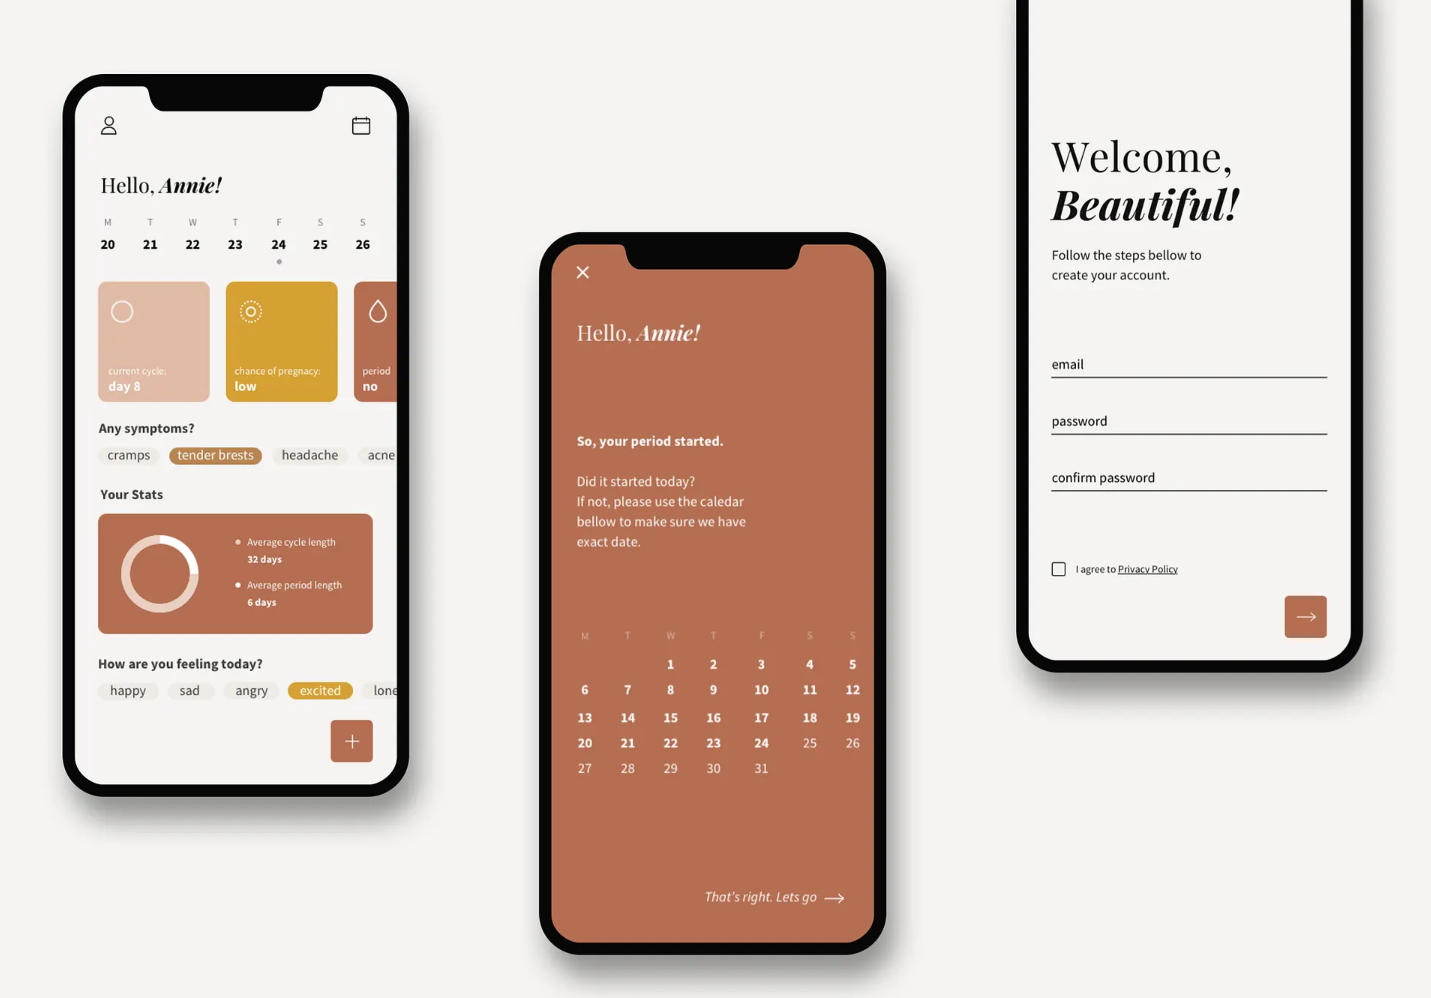 Hello, Annie!
M T W T F S S
20 21 22 23 24 25 26
current cycle:
day 8
chance of pregnacy:
low
period
no
Any symptoms?
cramps tender brests headache acne
Your Stats
Average cycle length
32 days
Average period length
6 days
How are you feeling today?
happy sad angry excited lone
Hello, Annie!
So, your period started.
Did it started today?
If not, please use the caledar
bellow to make sure we have
exact date.
M T W T F S S
1 2 3 4 5
6 7 8 9 10 11 12
13 14 15 16 17 18 19
20 21 22 23 24 25 26
27 28 29 30 31
That's right. Lets go
Welcome,
Beautiful!
Follow the steps bellow to
create your account.
email
password
confirm password
I agree to Privacy Policy